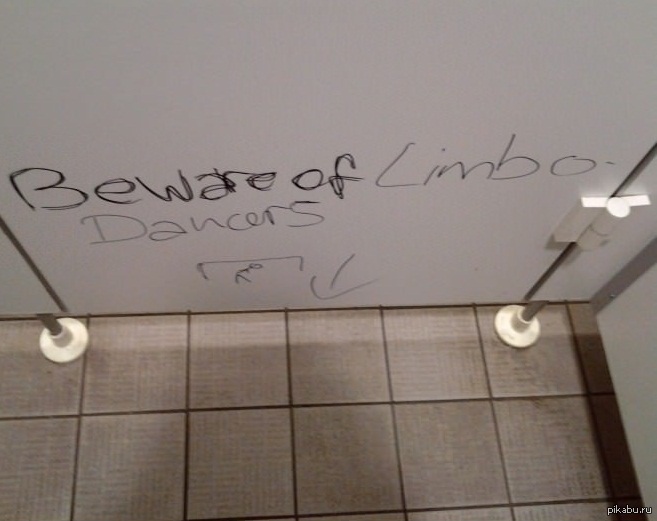 Beware of Limbo.
Dancers
pikabu.ru